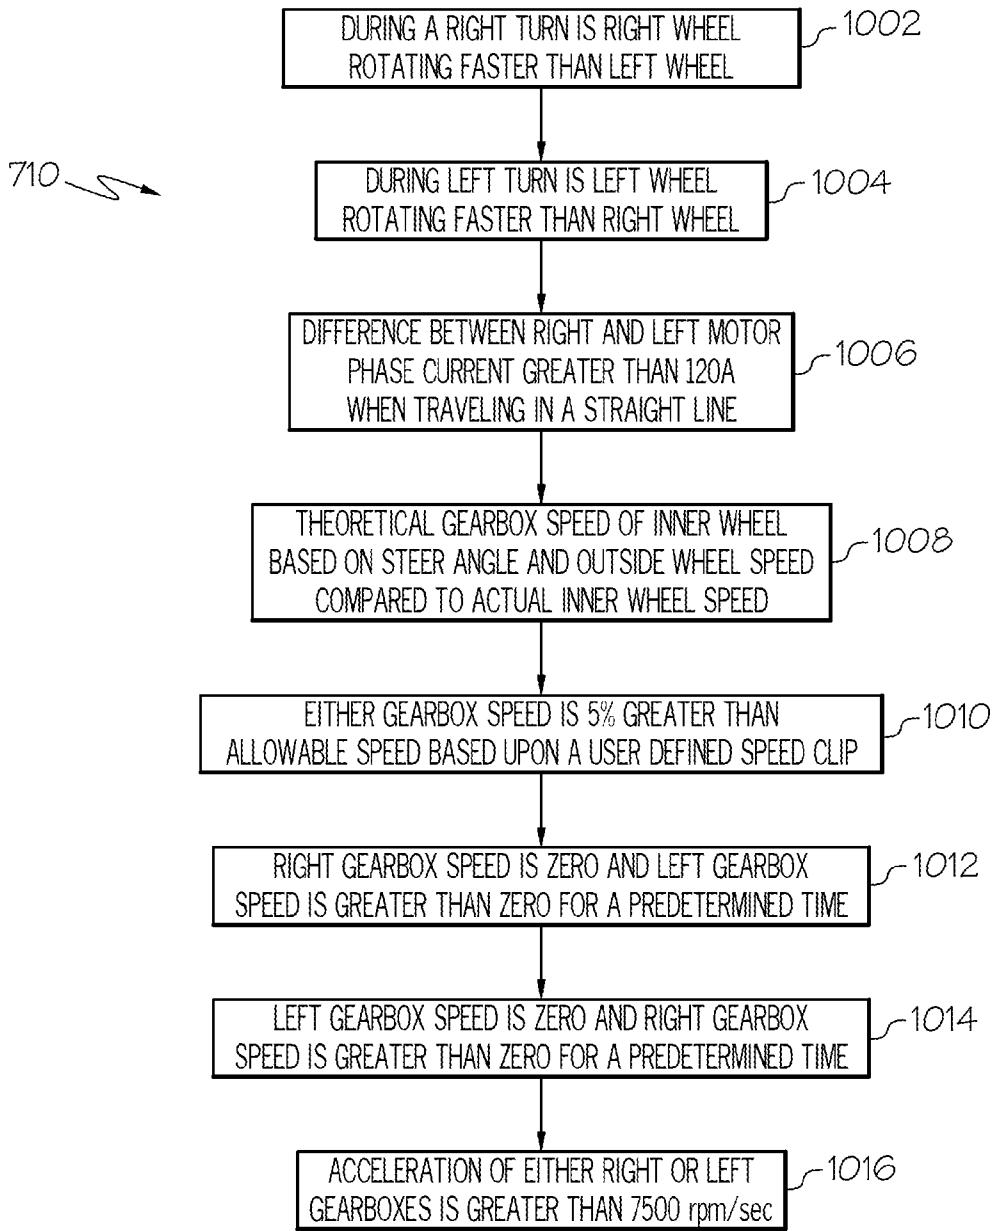 DURING A RIGHT TURN IS RIGHT WHEEL
ROTATING FASTER THAN LEFT WHEEL
1002
710
DURING LEFT TURN IS LEFT WHEEL
ROTATING FASTER THAN RIGHT WHEEL
1004
DIFFERENCE BETWEEN RIGHT AND LEFT MOTOR
PHASE CURRENT GREATER THAN 120A
WHEN TRAVELING IN A STRAIGHT LINE
1006
THEORETICAL GEARBOX SPEED OF INNER WHEEL
BASED ON STEER ANGLE AND OUTSIDE WHEEL SPEED
COMPARED TO ACTUAL INNER WHEEL SPEED
1008
EITHER GEARBOX SPEED IS 5% GREATER THAN
ALLOWABLE SPEED BASED UPON A USER DEFINED SPEED CLIP
1010
RIGHT GEARBOX SPEED IS ZERO AND LEFT GEARBOX
SPEED IS GREATER THAN ZERO FOR A PREDETERMINED TIME
1012
LEFT GEARBOX SPEED IS ZERO AND RIGHT GEARBOX
SPEED IS GREATER THAN ZERO FOR A PREDETERMINED TIME
1014
ACCELERATION OF EITHER RIGHT OR LEFT
GEARBOXES IS GREATER THAN 7500 rpm/sec
1016